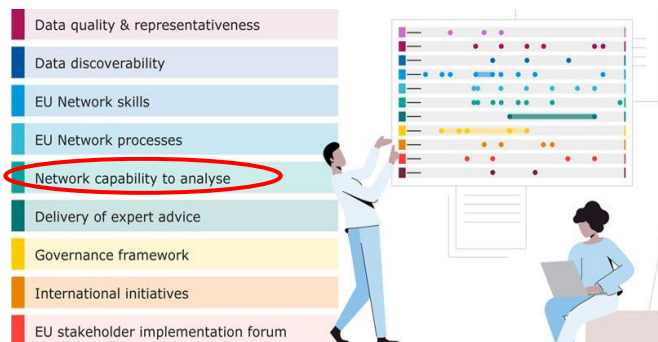 Data quality & representativeness
Data discoverability
EU Network skills
EU Network processes
Network capability to analyse
Delivery of expert advice
Governance framework
International initiatives
EU stakeholder implementation forum